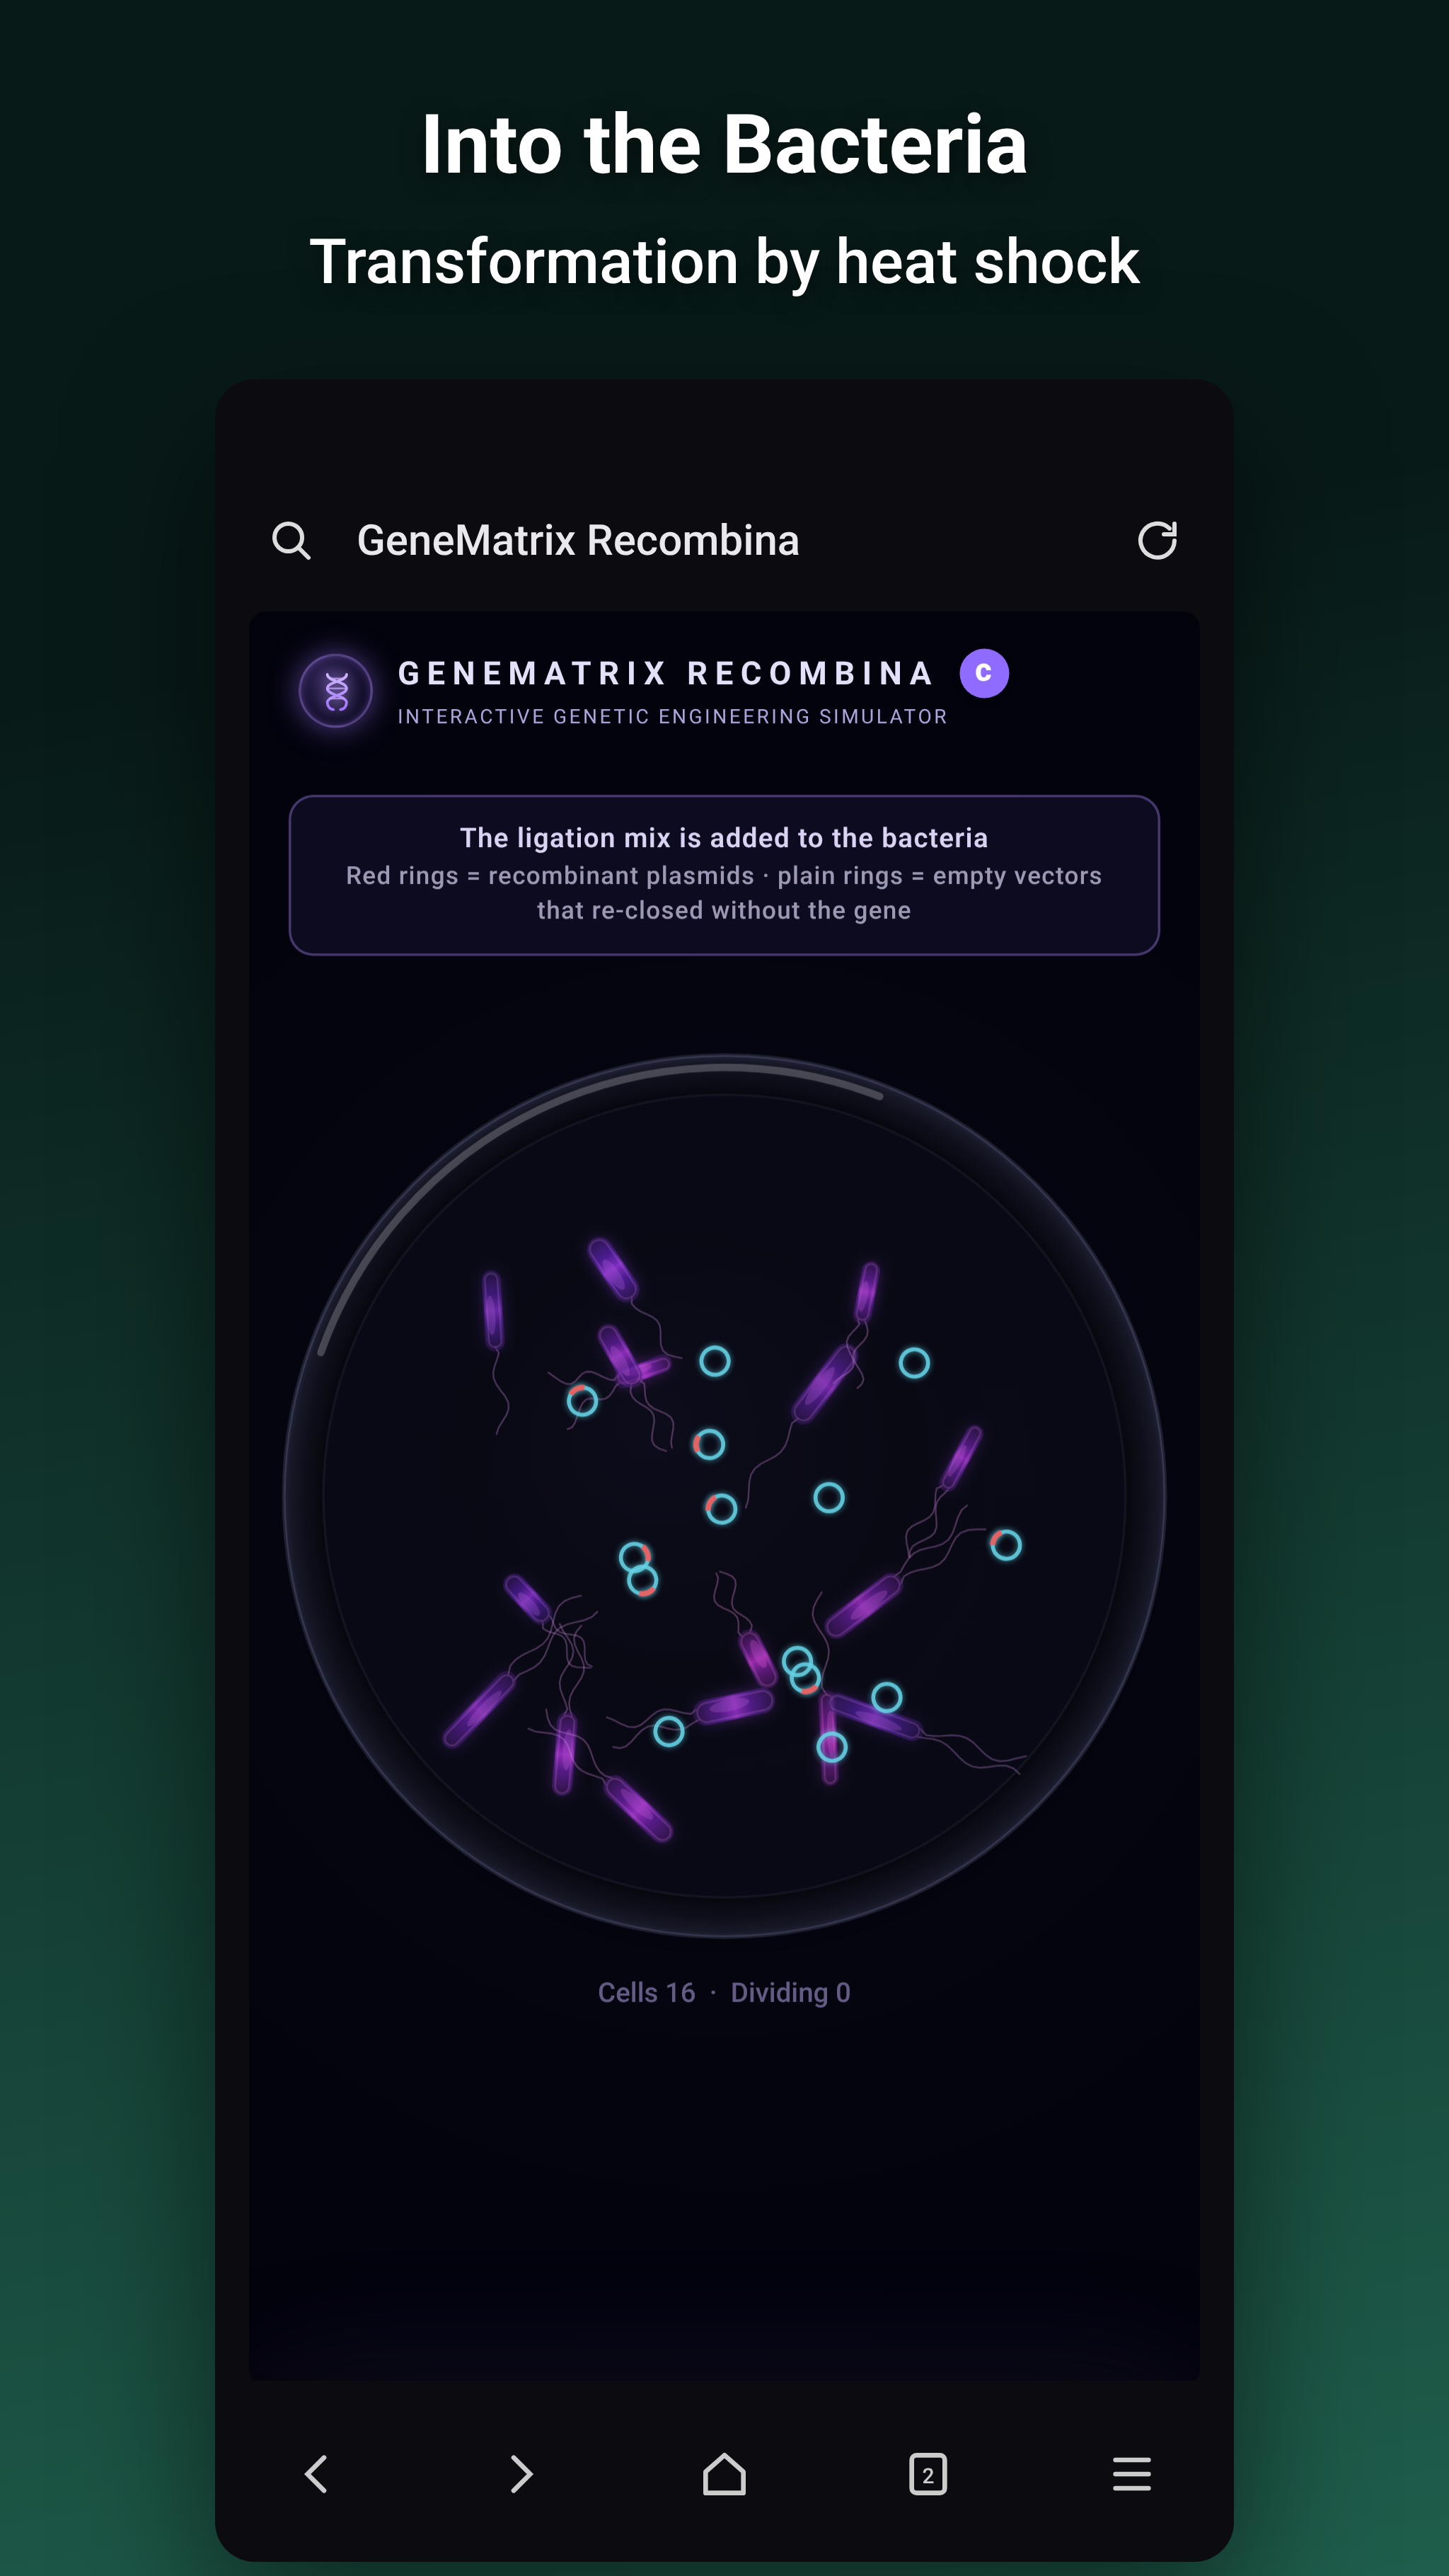 Into the Bacteria
Transformation by heat shock
GeneMatrix Recombina
GENEMATRIX RECOMBINA C
INTERACTIVE GENETIC ENGINEERING SIMULATOR
The ligation mix is added to the bacteria
Red rings = recombinant plasmids · plain rings = empty vectors
that re-closed without the gene
Cells 16 · Dividing 0
2